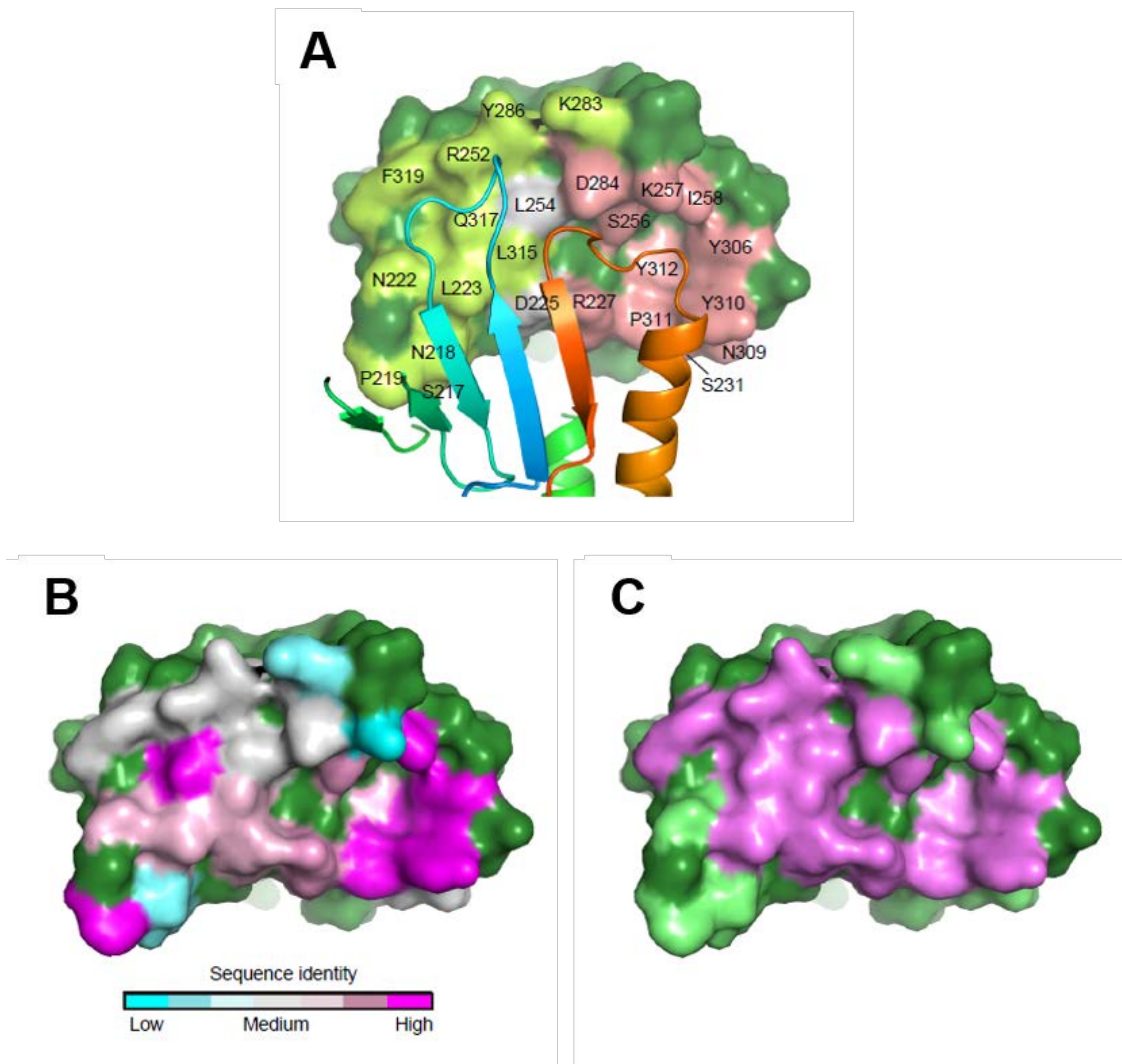 A
Y286 K283
R252
F319 D284 K257
L254 I258
Q317 S256
L315 Y306
Y312
N222 L223
D225 R227 Y310
P311
N218 N309
P219 S217 S231
B
C
Sequence identity
Low Medium High